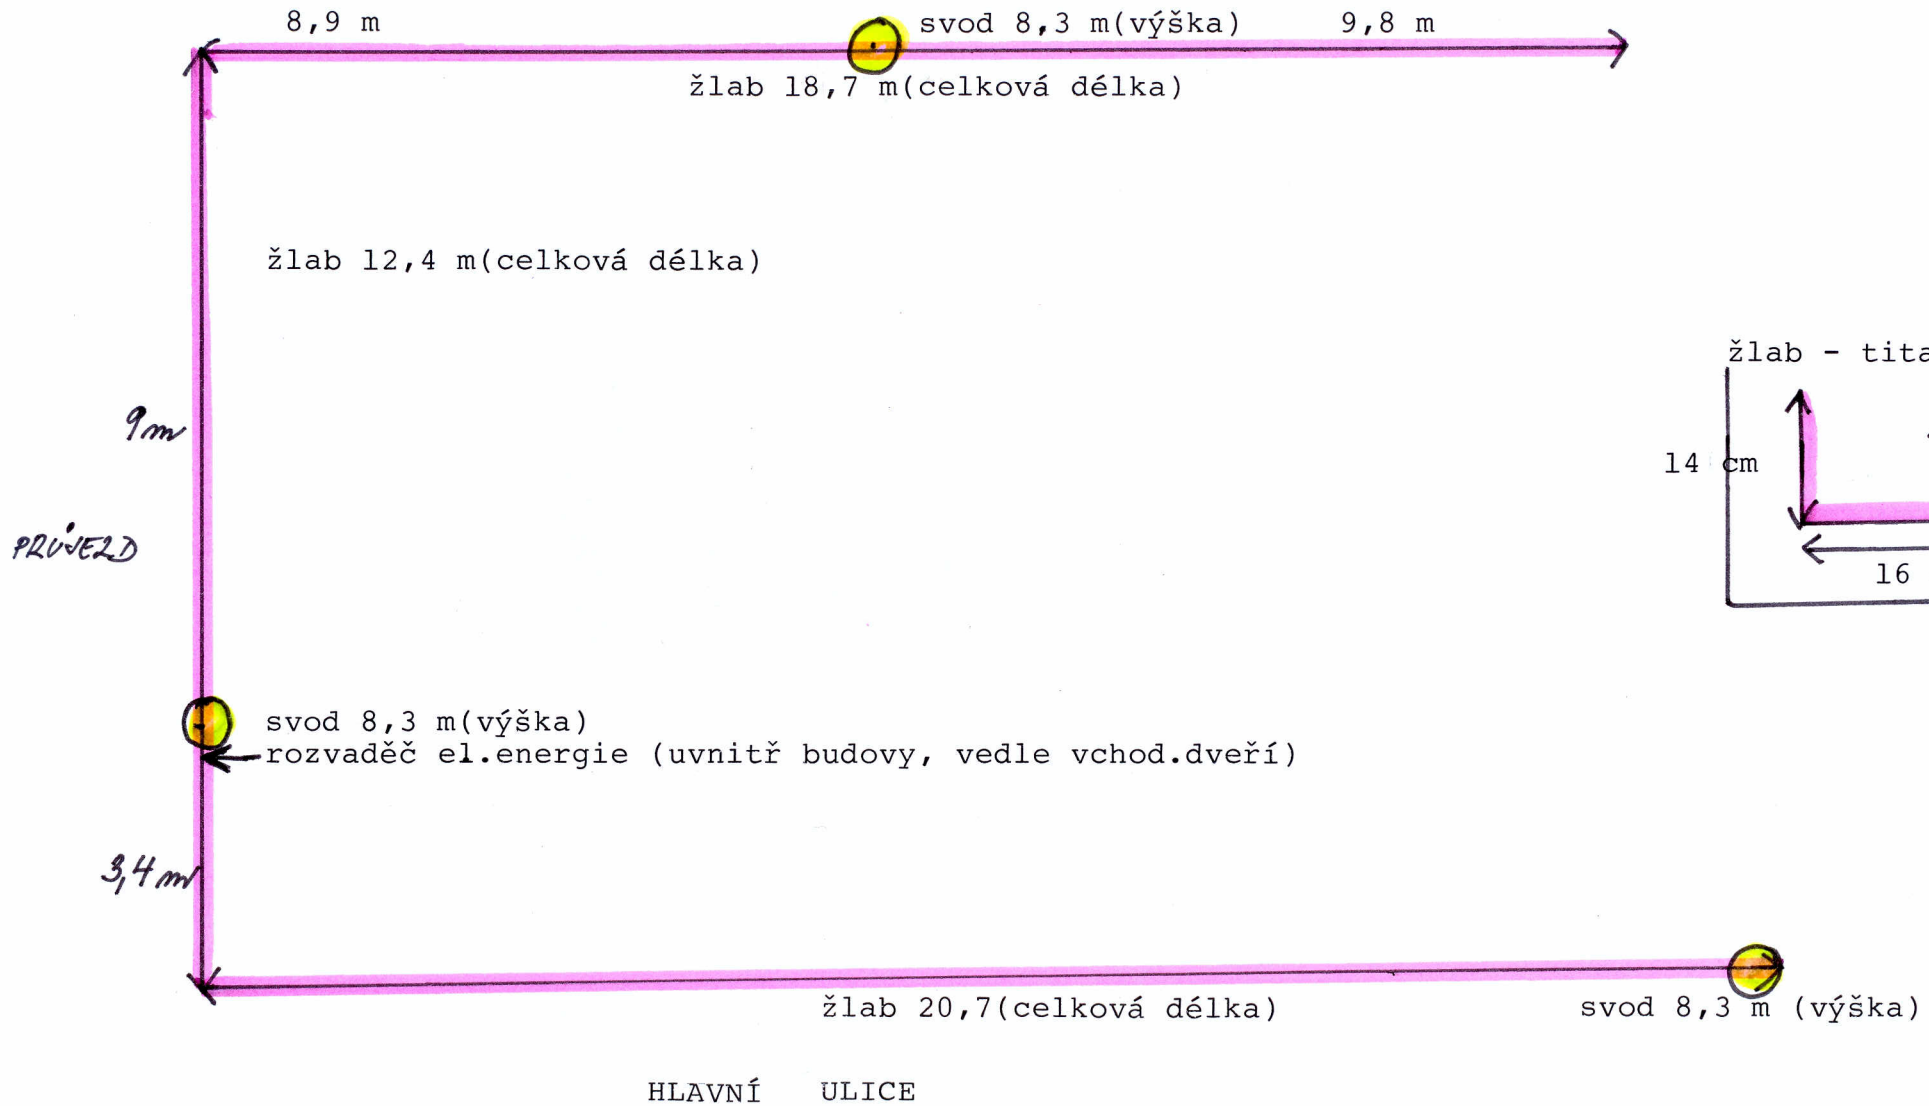 8,9 m svod 8,3 m(výška) 9,8 m
žlab 18,7 m(celková délka)
žlab 12,4 m(celková délka)
žlab - tita
9m
14 cm
PRŮJEZD
16
svod 8,3 m(výška)
rozvaděč el.energie (uvnitř budovy, vedle vchod.dveří)
3,4 m
žlab 20,7(celková délka)
svod 8,3 m (výška)
HLAVNÍ ULICE